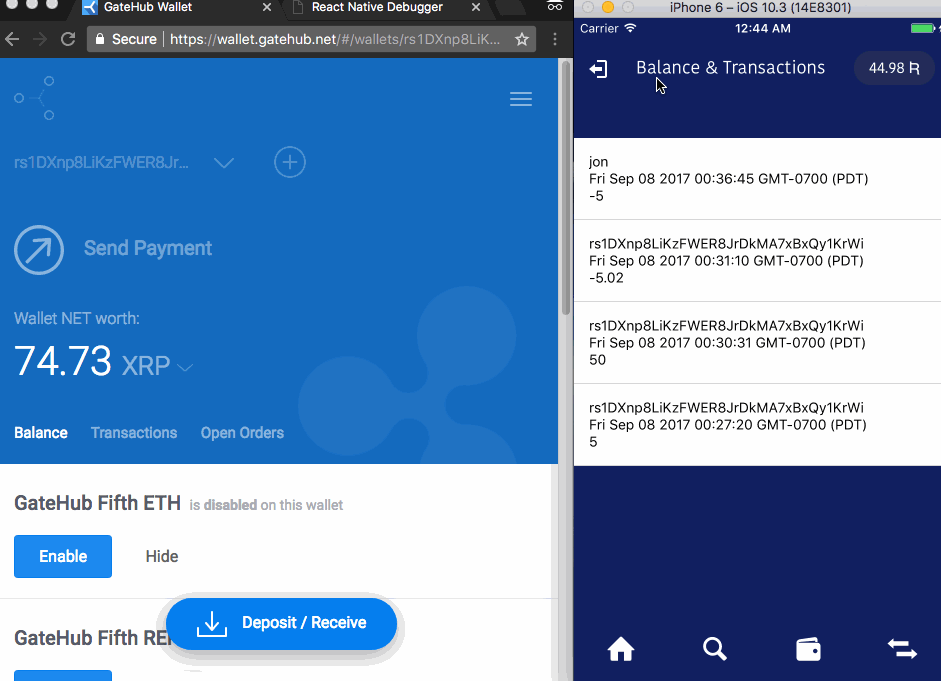 GateHub Wallet
React Native Debugger
Secure | https://wallet.gatehub.net/#/wallets/rs1DXnp8LiK...
rs1DXnp8LiKzFWER8Jr...
Send Payment
Wallet NET worth:
74.73 XRP
Balance Transactions Open Orders
GateHub Fifth ETH is disabled on this wallet
Enable Hide
GateHub Fifth
Deposit / Receive
iPhone 6 – iOS 10.3 (14E8301)
Carrier 12:44 AM
Balance & Transactions 44.98
jon
Fri Sep 08 2017 00:36:45 GMT-0700 (PDT)
-5
rs1DXnp8LiKzFWER8JrDkMA7xBxQy1KrWi
Fri Sep 08 2017 00:31:10 GMT-0700 (PDT)
-5.02
rs1DXnp8LiKzFWER8JrDkMA7xBxQy1KrWi
Fri Sep 08 2017 00:30:31 GMT-0700 (PDT)
50
rs1DXnp8LiKzFWER8JrDkMA7xBxQy1KrWi
Fri Sep 08 2017 00:27:20 GMT-0700 (PDT)
5